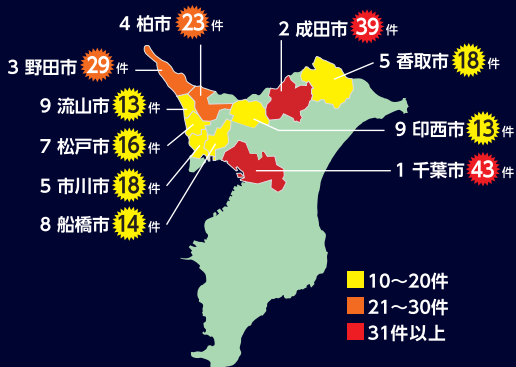 4 柏市 23 件
2 成田市 39 件
3 野田市 29 件
5 香取市 18 件
9 流山市 13 件
7 松戸市 16 件
9 印西市 13 件
5 市川市 18 件
1 千葉市 43 件
8 船橋市 14 件
10〜20件
21〜30件
31件以上